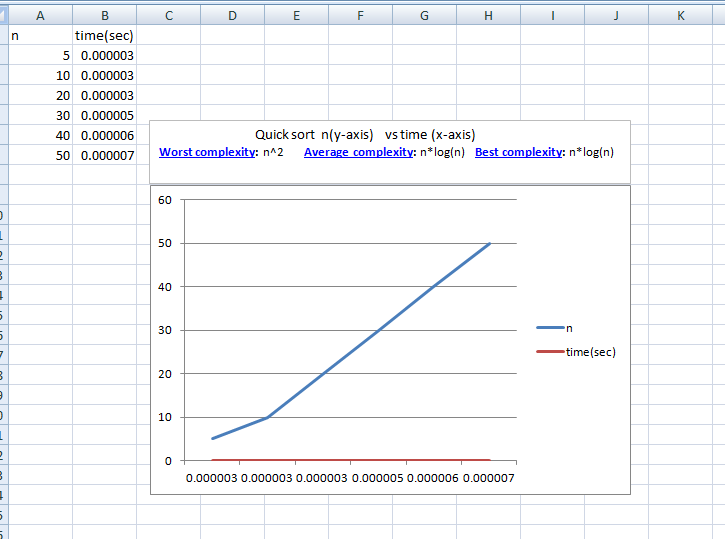 A B C D E F G H I J K
n time(sec)
5 0.000003
10 0.000003
20 0.000003
30 0.000005
40 0.000006
50 0.000007
Quick sort n(y-axis) vs time (x-axis)
Worst complexity: n^2 Average complexity: n*log(n) Best complexity: n*log(n)
60
50
40
30
20
10
0
n
time(sec)
0.000003 0.000003 0.000003 0.000005 0.000006 0.000007